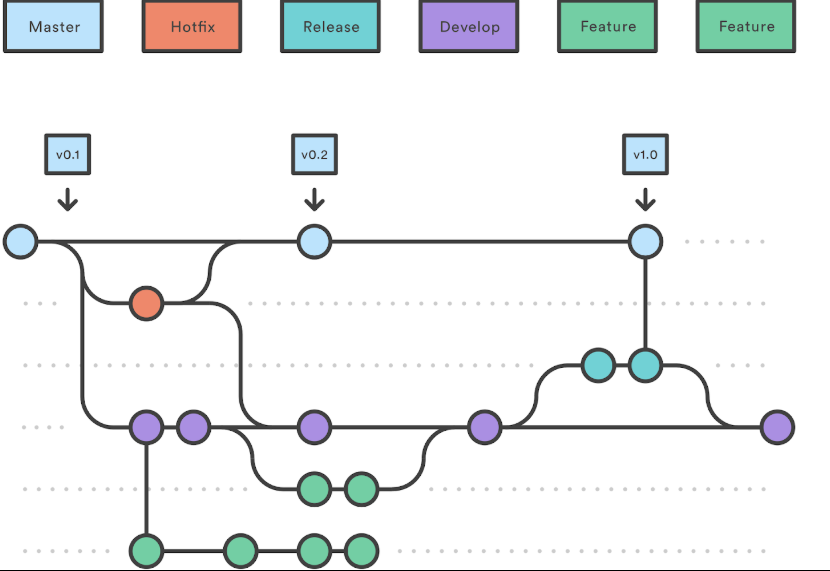 Master
Hotfix
Release
Develop
Feature
Feature
v0.1
v0.2
v1.0